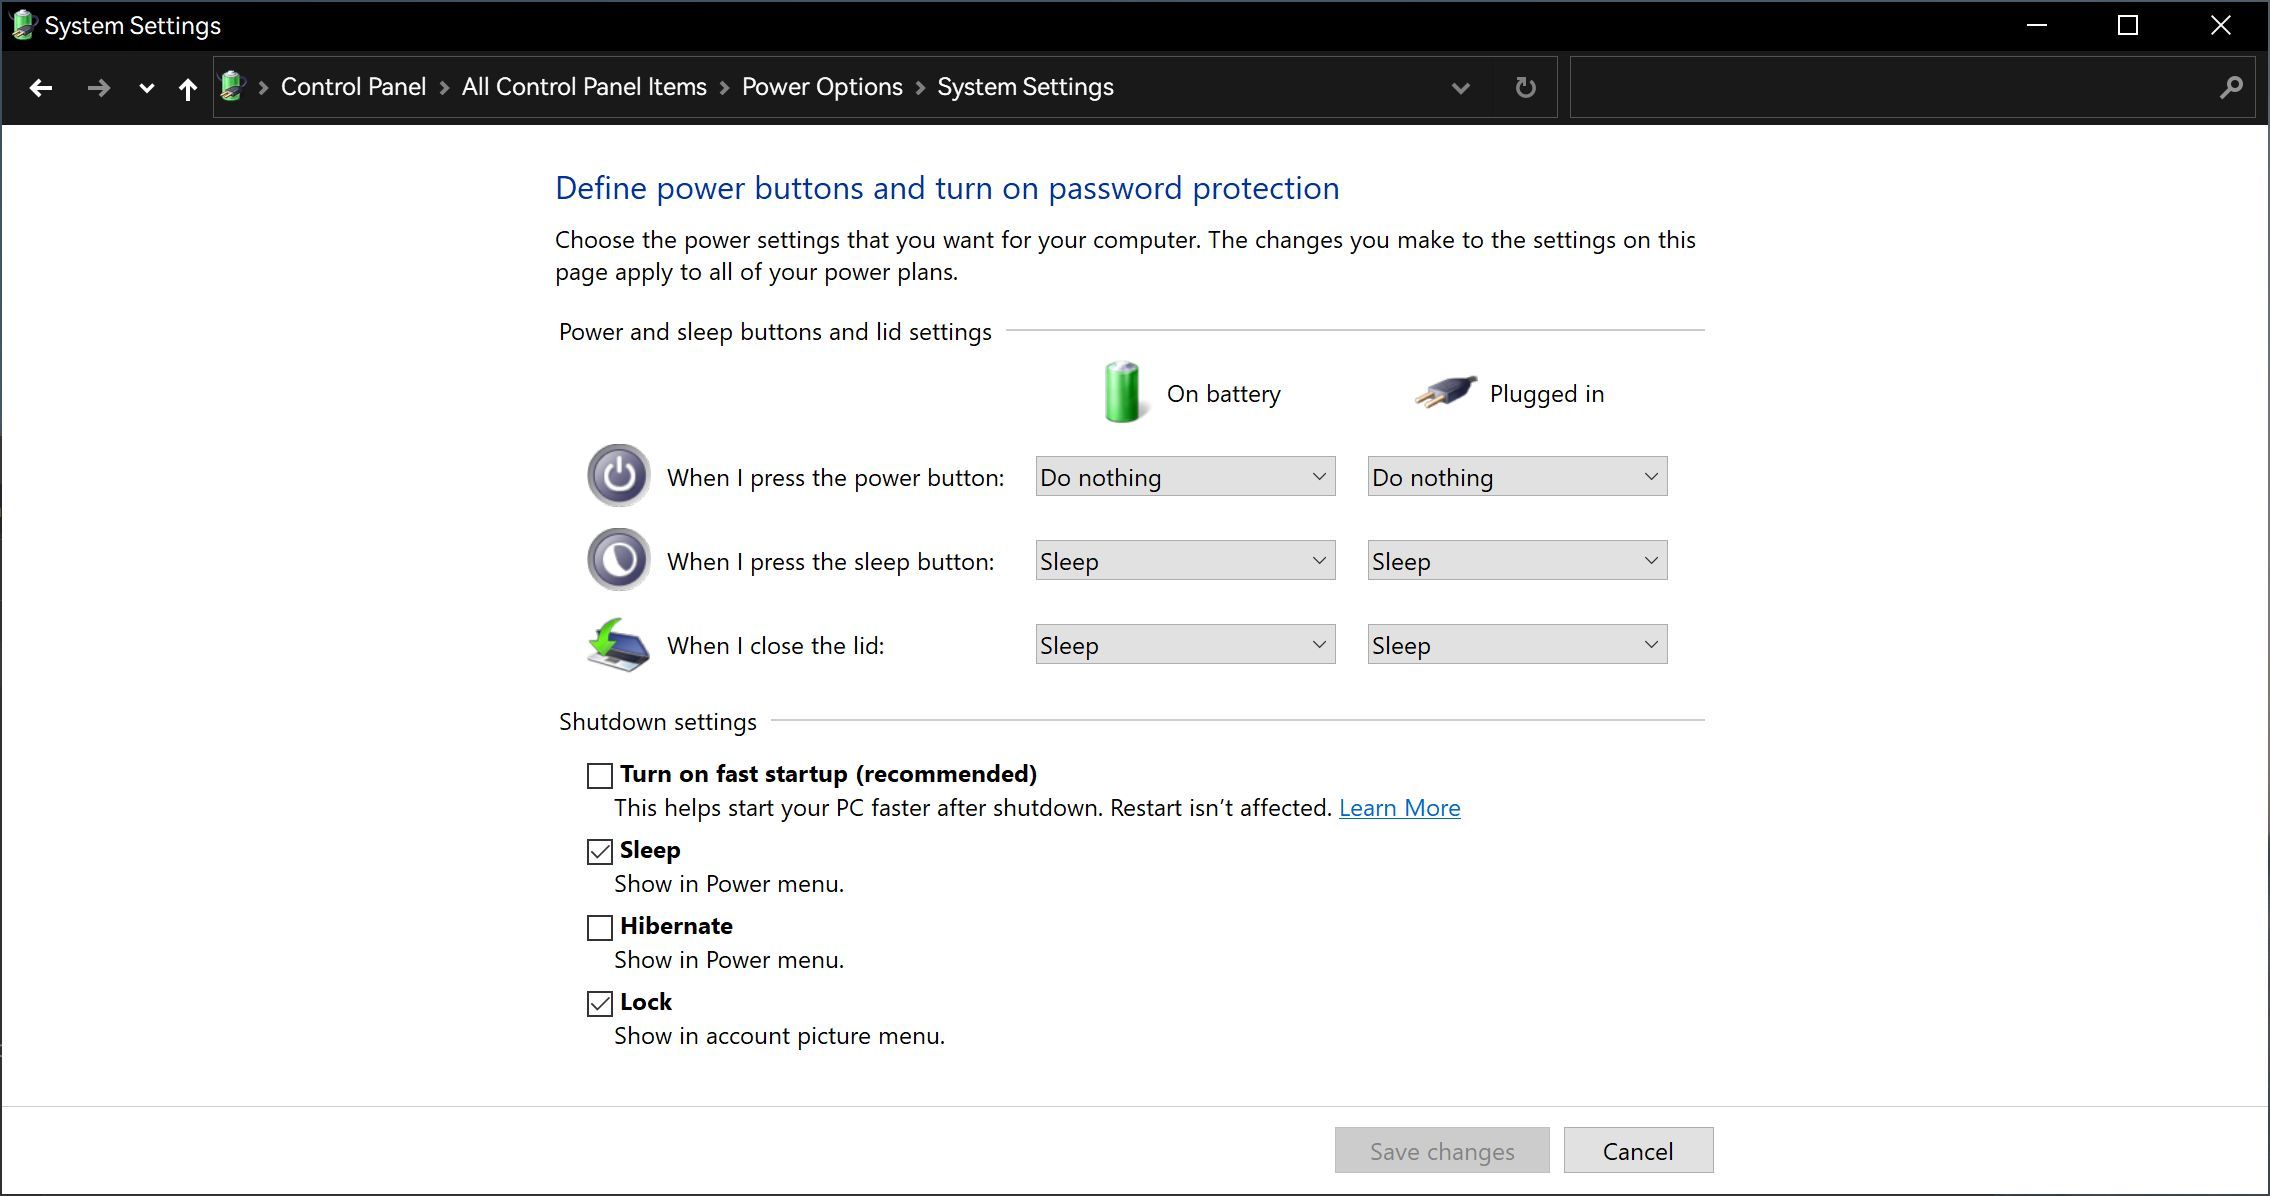 System Settings
Control Panel > All Control Panel Items > Power Options > System Settings
Define power buttons and turn on password protection
Choose the power settings that you want for your computer. The changes you make to the settings on this
page apply to all of your power plans.
Power and sleep buttons and lid settings
On battery Plugged in
When I press the power button: Do nothing Do nothing
When I press the sleep button: Sleep Sleep
When I close the lid: Sleep Sleep
Shutdown settings
Turn on fast startup (recommended)
This helps start your PC faster after shutdown. Restart isn’t affected. Learn More
Sleep
Show in Power menu.
Hibernate
Show in Power menu.
Lock
Show in account picture menu.
Save changes Cancel